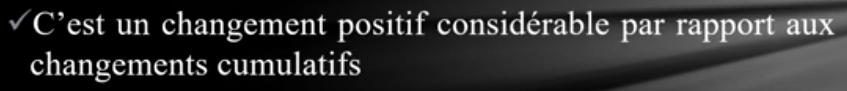 ✓C’est un changement positif considérable par rapport aux
changements cumulatifs